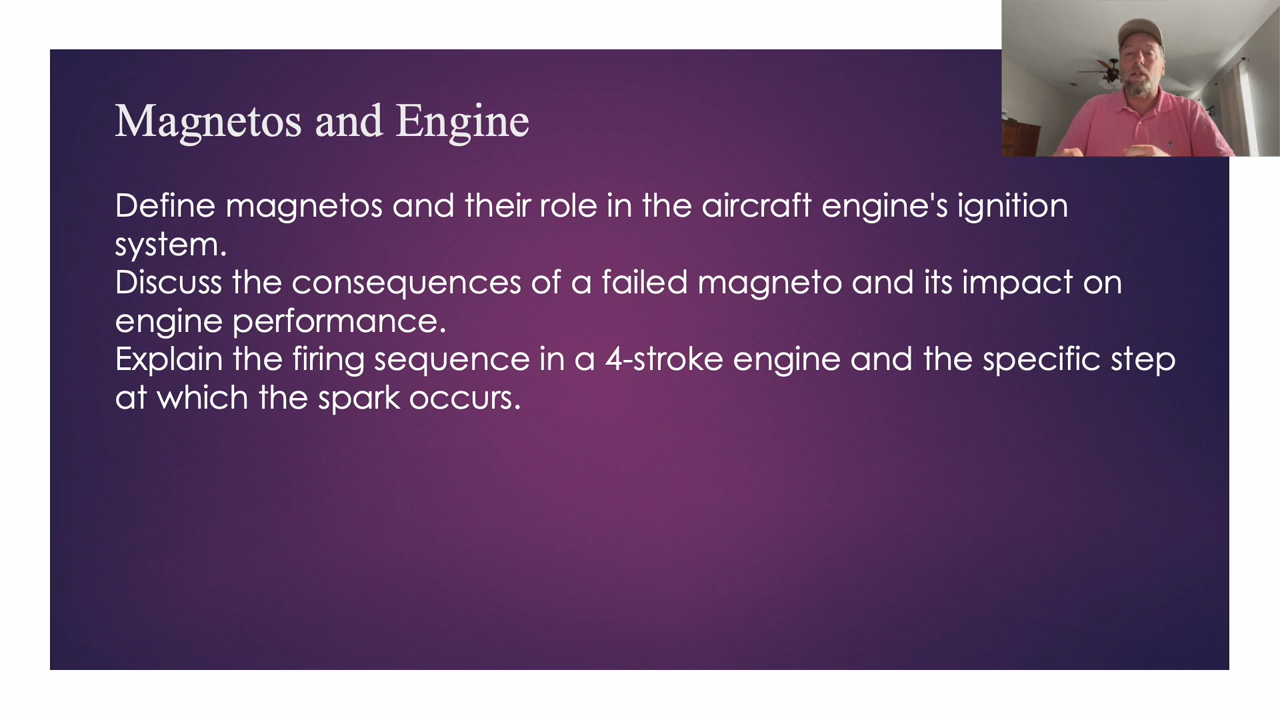 Magnetos and Engine
Define magnetos and their role in the aircraft engine's ignition
system.
Discuss the consequences of a failed magneto and its impact on
engine performance.
Explain the firing sequence in a 4-stroke engine and the specific step
at which the spark occurs.